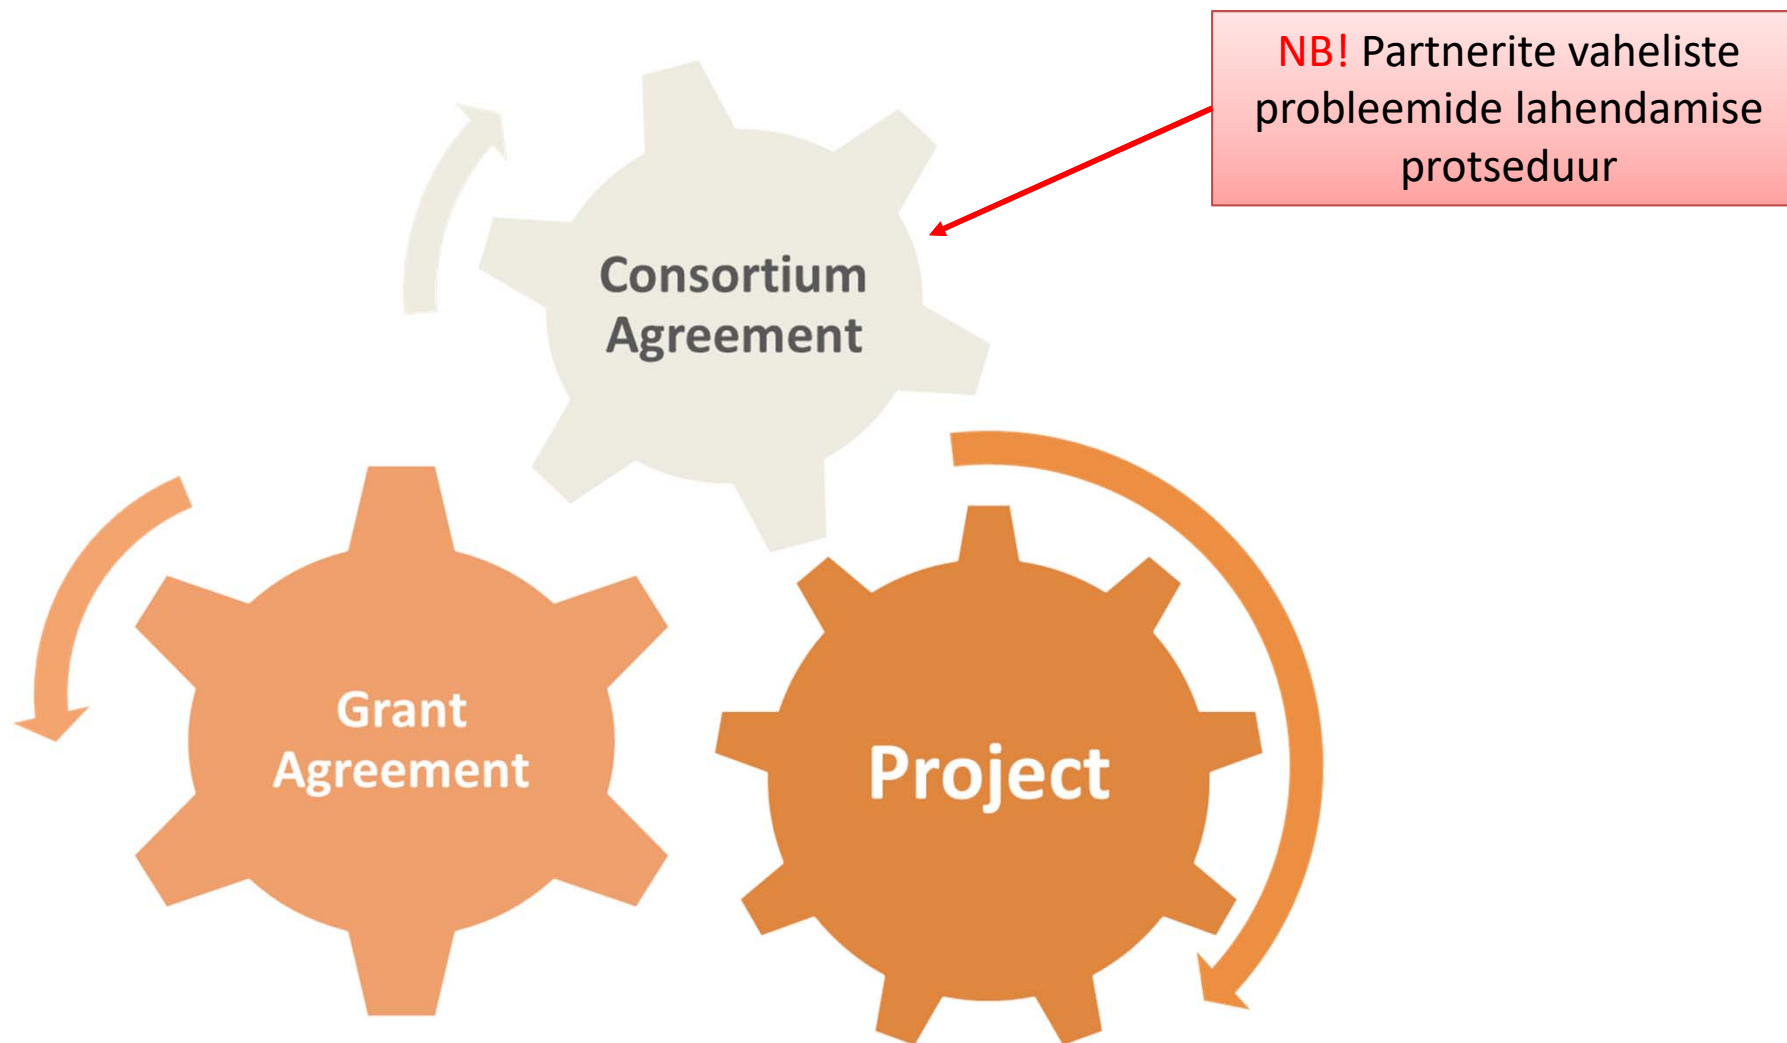 NB! Partnerite vaheliste
probleemide lahendamise
protseduur
Consortium
Agreement
Grant
Agreement
Project